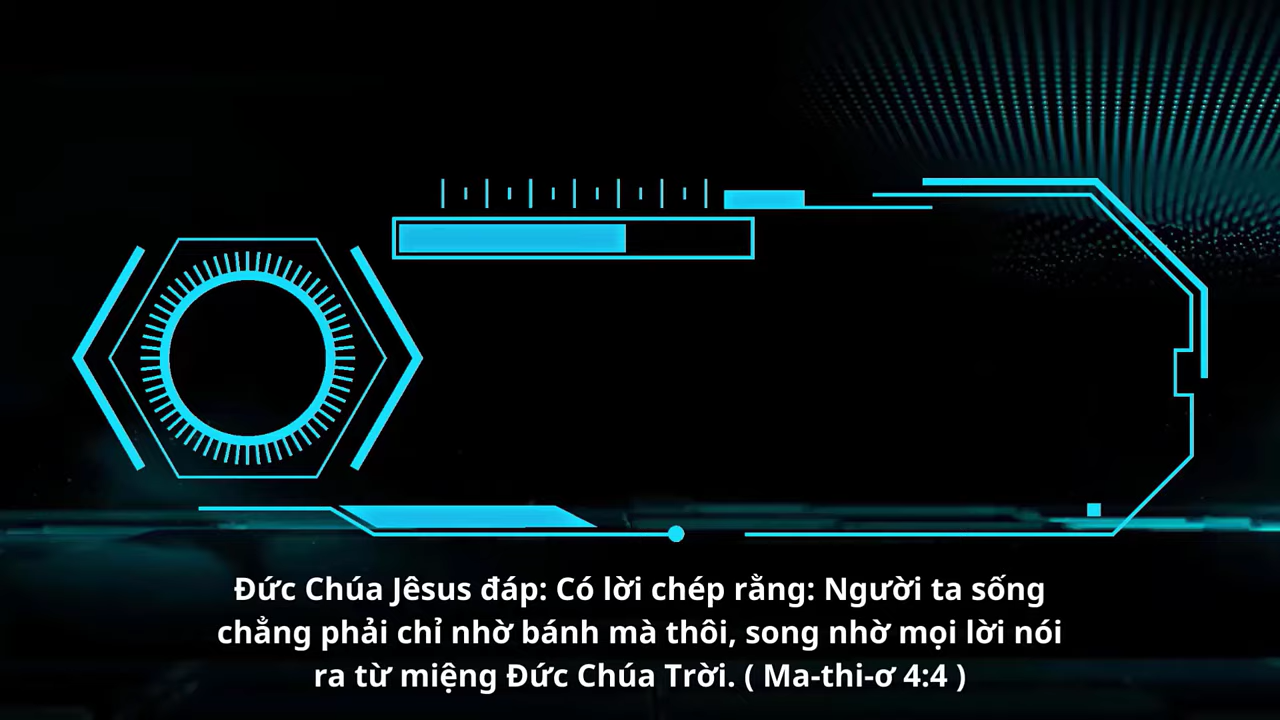 Đức Chúa Jêsus đáp: Có lời chép rằng: Người ta sống
chẳng phải chỉ nhờ bánh mà thôi, song nhờ mọi lời nói
ra từ miệng Đức Chúa Trời. ( Ma-thi-ơ 4:4 )